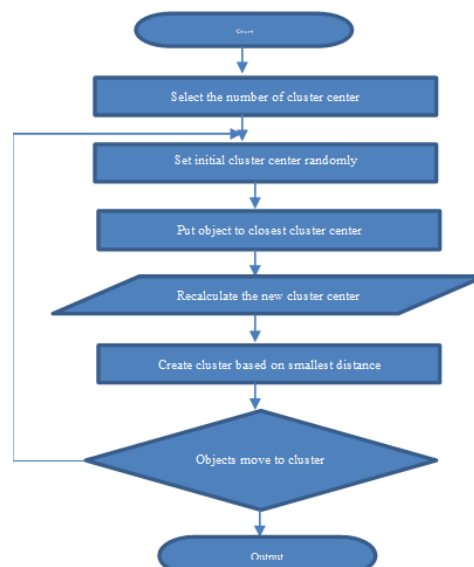 Start
Select the number of cluster center
Set initial cluster center randomly
Put object to closest cluster center
Recalculate the new cluster center
Create cluster based on smallest distance
Objects move to cluster
Output